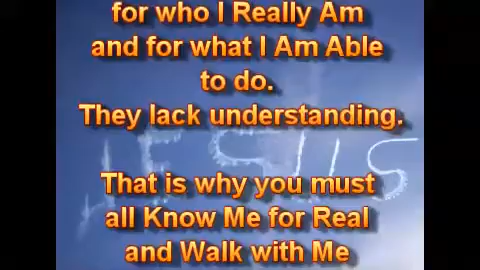 for who I Really Am
and for what I Am Able
to do.
They lack understanding.
JESUS
That is why you must
all Know Me for Real
and Walk with Me